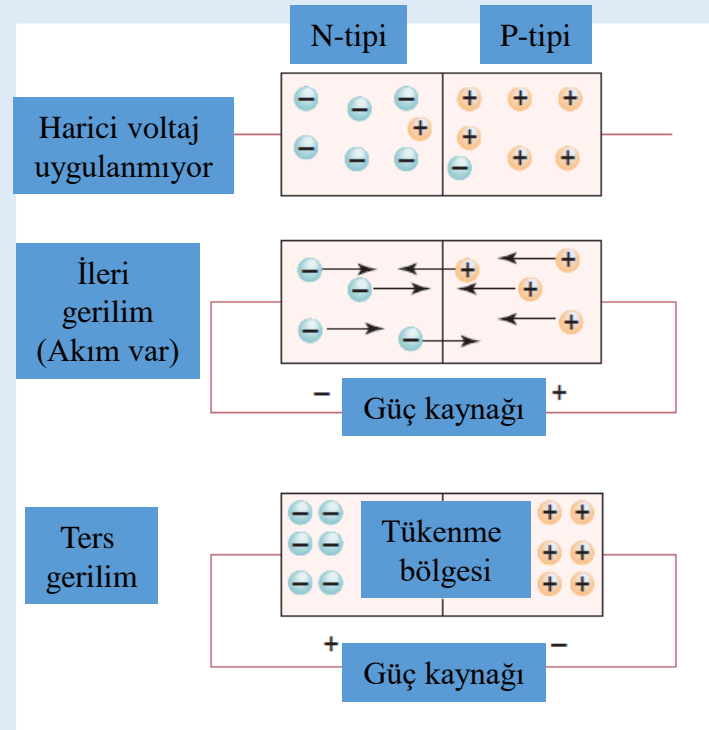 N-tipi
P-tipi
Harici voltaj
uygulanmıyor
İleri
gerilim
(Akım var)
− Güç kaynağı +
Ters
gerilim
Tükenme
bölgesi
+ −
Güç kaynağı